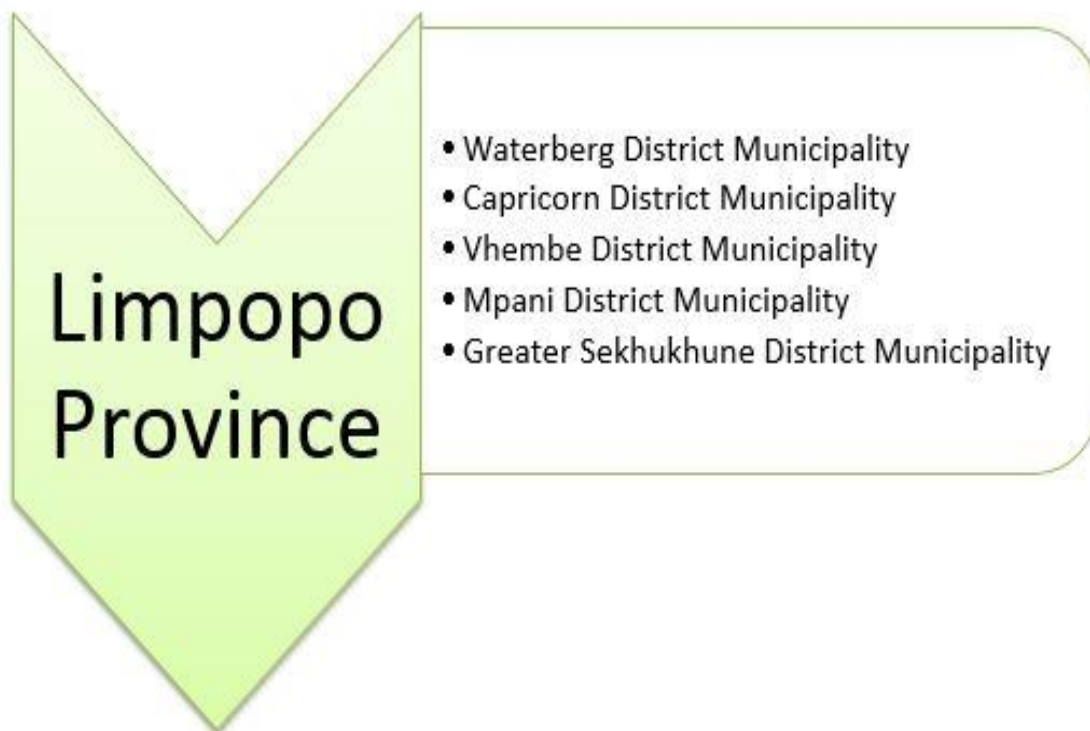 Limpopo
Province
• Waterberg District Municipality
• Capricorn District Municipality
• Vhembe District Municipality
• Mpani District Municipality
• Greater Sekhukhune District Municipality